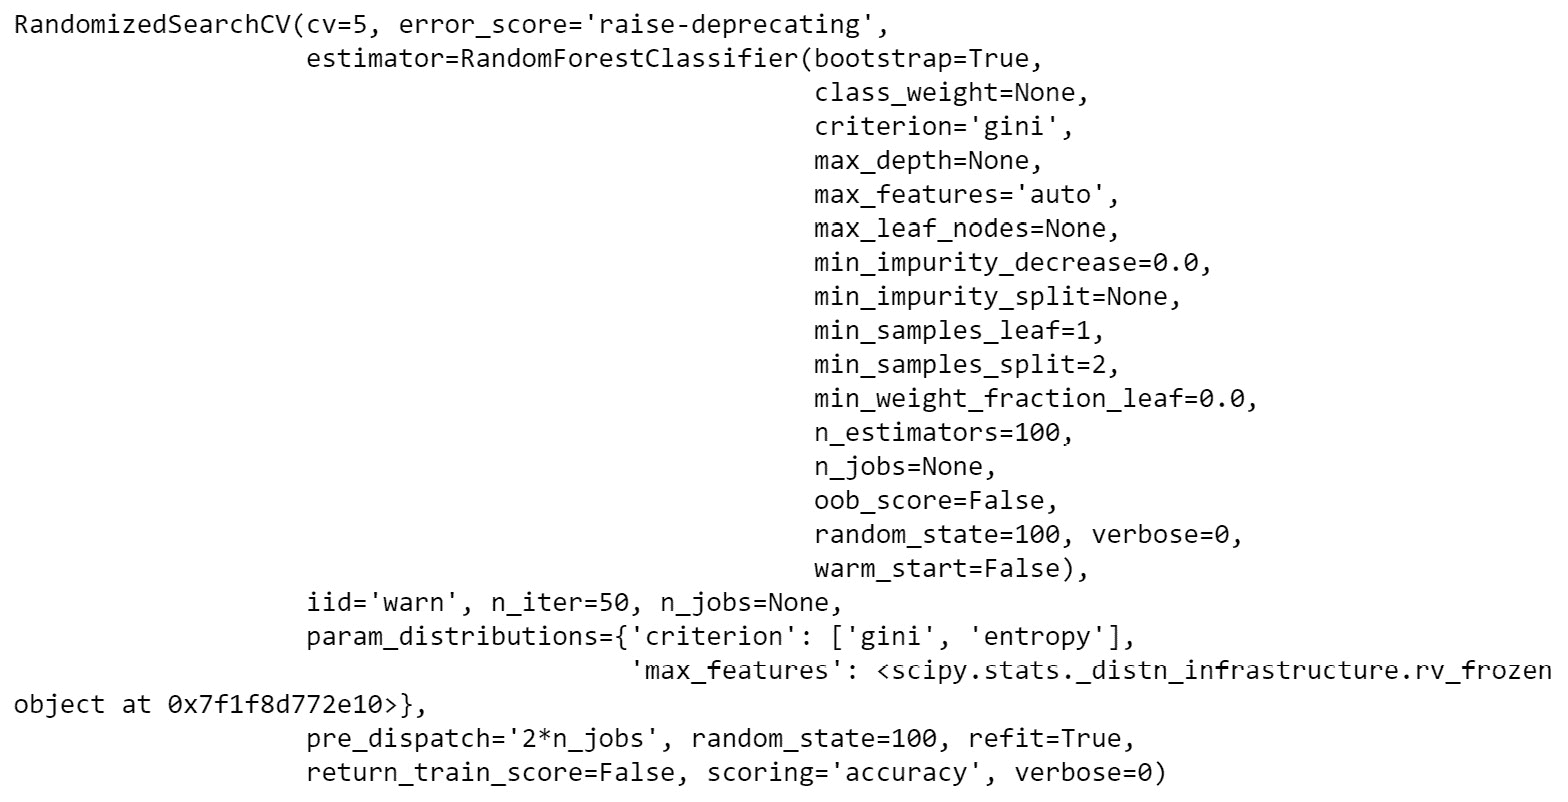 RandomizedSearchCV(cv=5, error_score='raise-deprecating',
estimator=RandomForestClassifier(bootstrap=True,
class_weight=None,
criterion='gini',
max_depth=None,
max_features='auto',
max_leaf_nodes=None,
min_impurity_decrease=0.0,
min_impurity_split=None,
min_samples_leaf=1,
min_samples_split=2,
min_weight_fraction_leaf=0.0,
n_estimators=100,
n_jobs=None,
oob_score=False,
random_state=100, verbose=0,
warm_start=False),
iid='warn', n_iter=50, n_jobs=None,
param_distributions={'criterion': ['gini', 'entropy'],
'max_features': <scipy.stats._distn_infrastructure.rv_frozen
object at 0x7f1f8d772e10>},
pre_dispatch='2*n_jobs', random_state=100, refit=True,
return_train_score=False, scoring='accuracy', verbose=0)